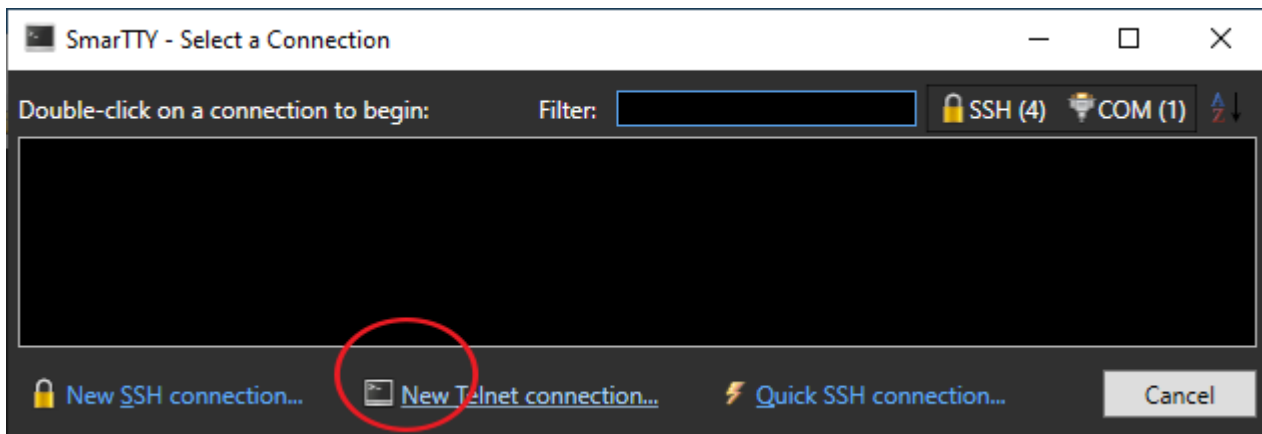 SmarTTY - Select a Connection
Double-click on a connection to begin: Filter: SSH (4) COM (1) A Z
New SSH connection... New Telnet connection... Quick SSH connection... Cancel